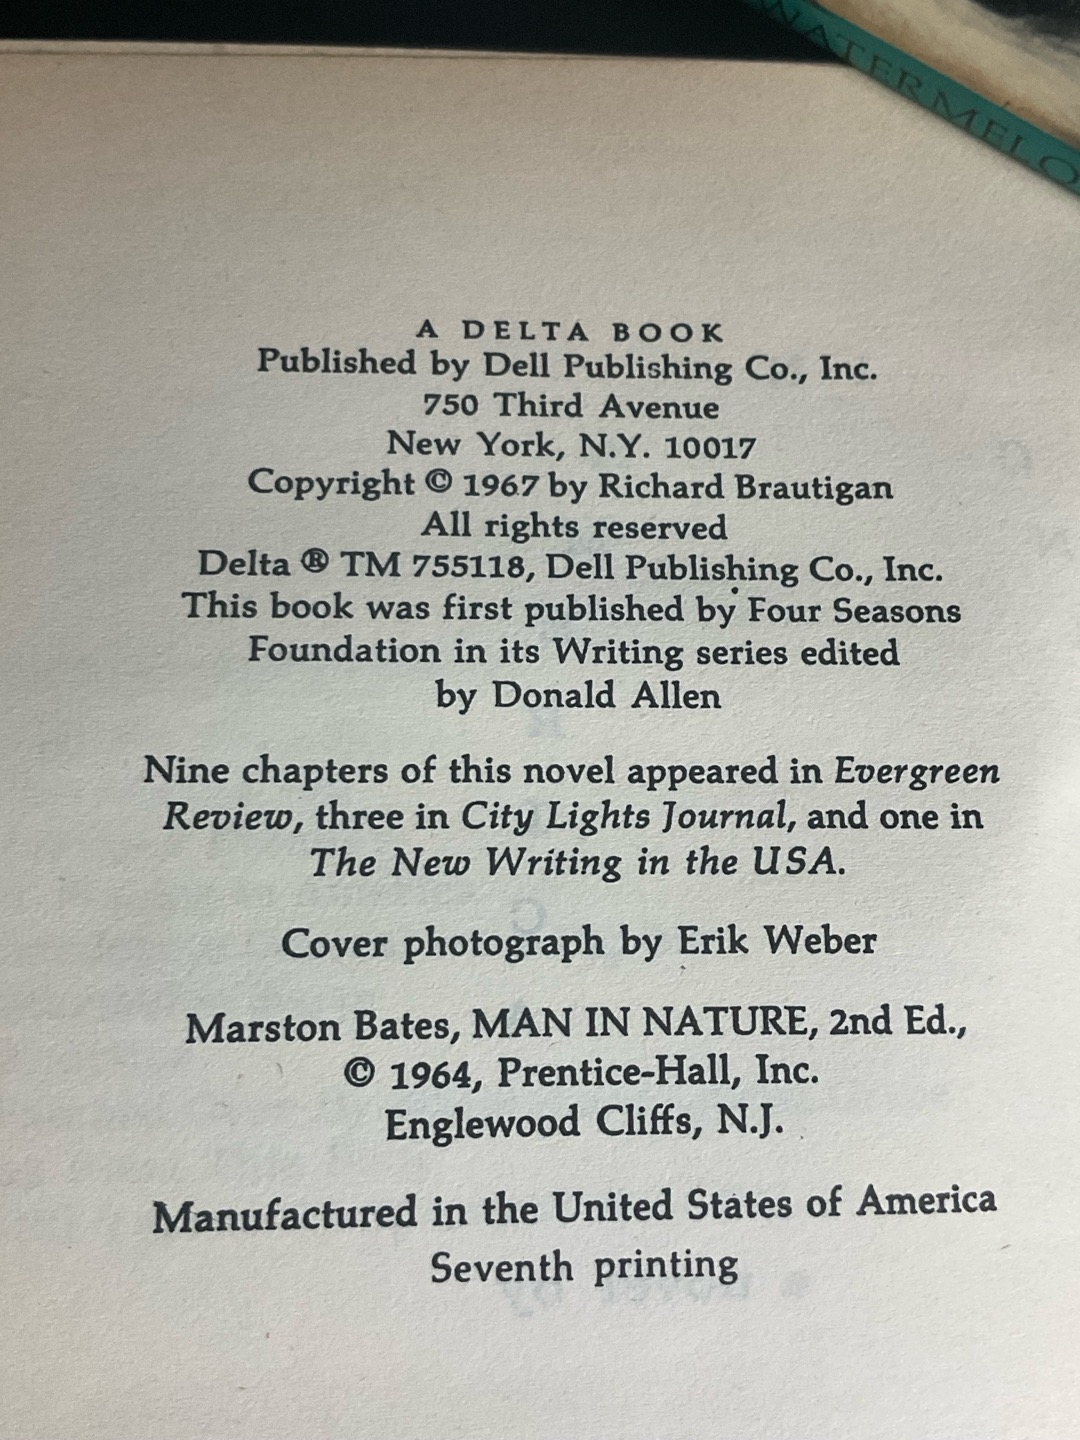 WATERMELO
A DELTA BOOK
Published by Dell Publishing Co., Inc.
750 Third Avenue
New York, N.Y. 10017
Copyright © 1967 by Richard Brautigan
All rights reserved
Delta ® TM 755118, Dell Publishing Co., Inc.
This book was first published by Four Seasons
Foundation in its Writing series edited
by Donald Allen
Nine chapters of this novel appeared in Evergreen
Review, three in City Lights Journal, and one in
The New Writing in the USA.
Cover photograph by Erik Weber
Marston Bates, MAN IN NATURE, 2nd Ed.,
© 1964, Prentice-Hall, Inc.
Englewood Cliffs, N.J.
Manufactured in the United States of America
Seventh printing